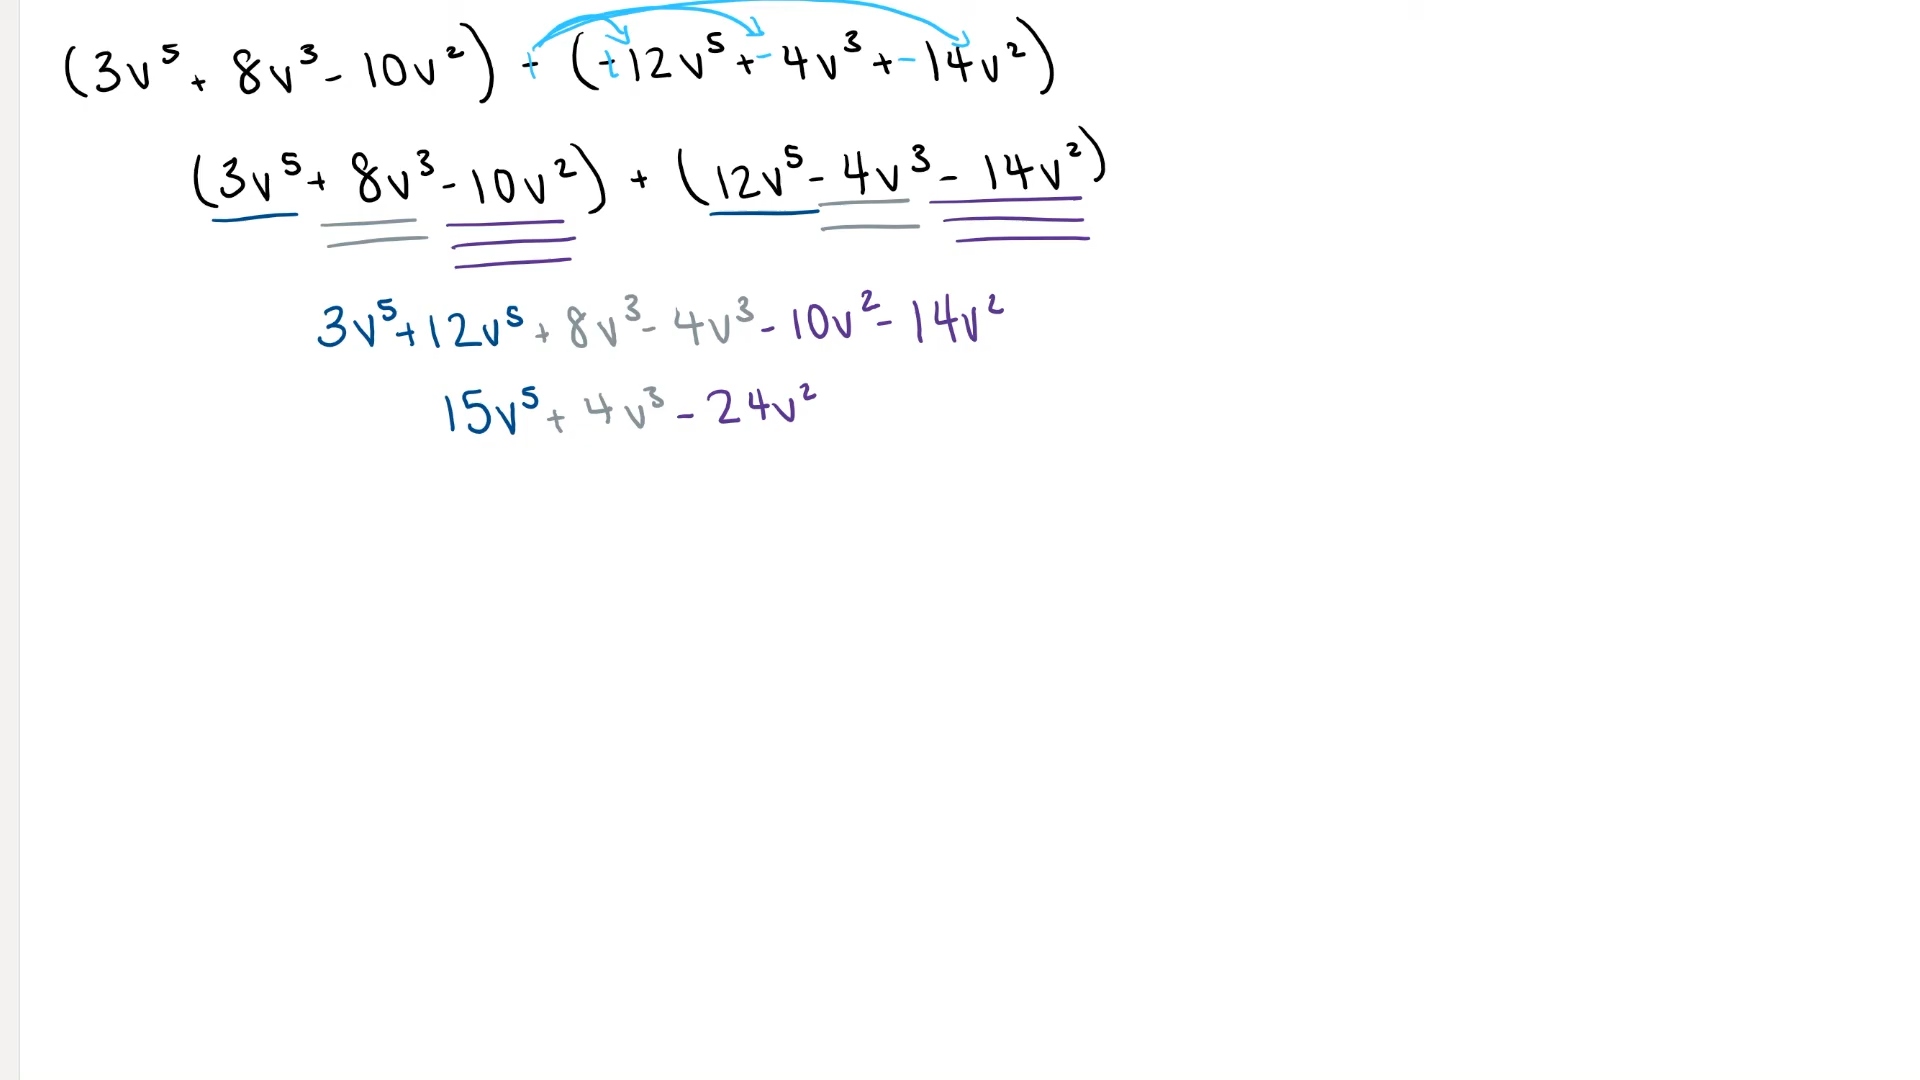 (3v⁵ + 8v³ - 10v²) + (+12v⁵ + - 4v³ + - 14v²)
(3v⁵ + 8v³ - 10v²) + (12v⁵ - 4v³ - 14v²)
3v⁵ + 12v⁵ + 8v³ - 4v³ - 10v² - 14v²
15v⁵ + 4v³ - 24v²